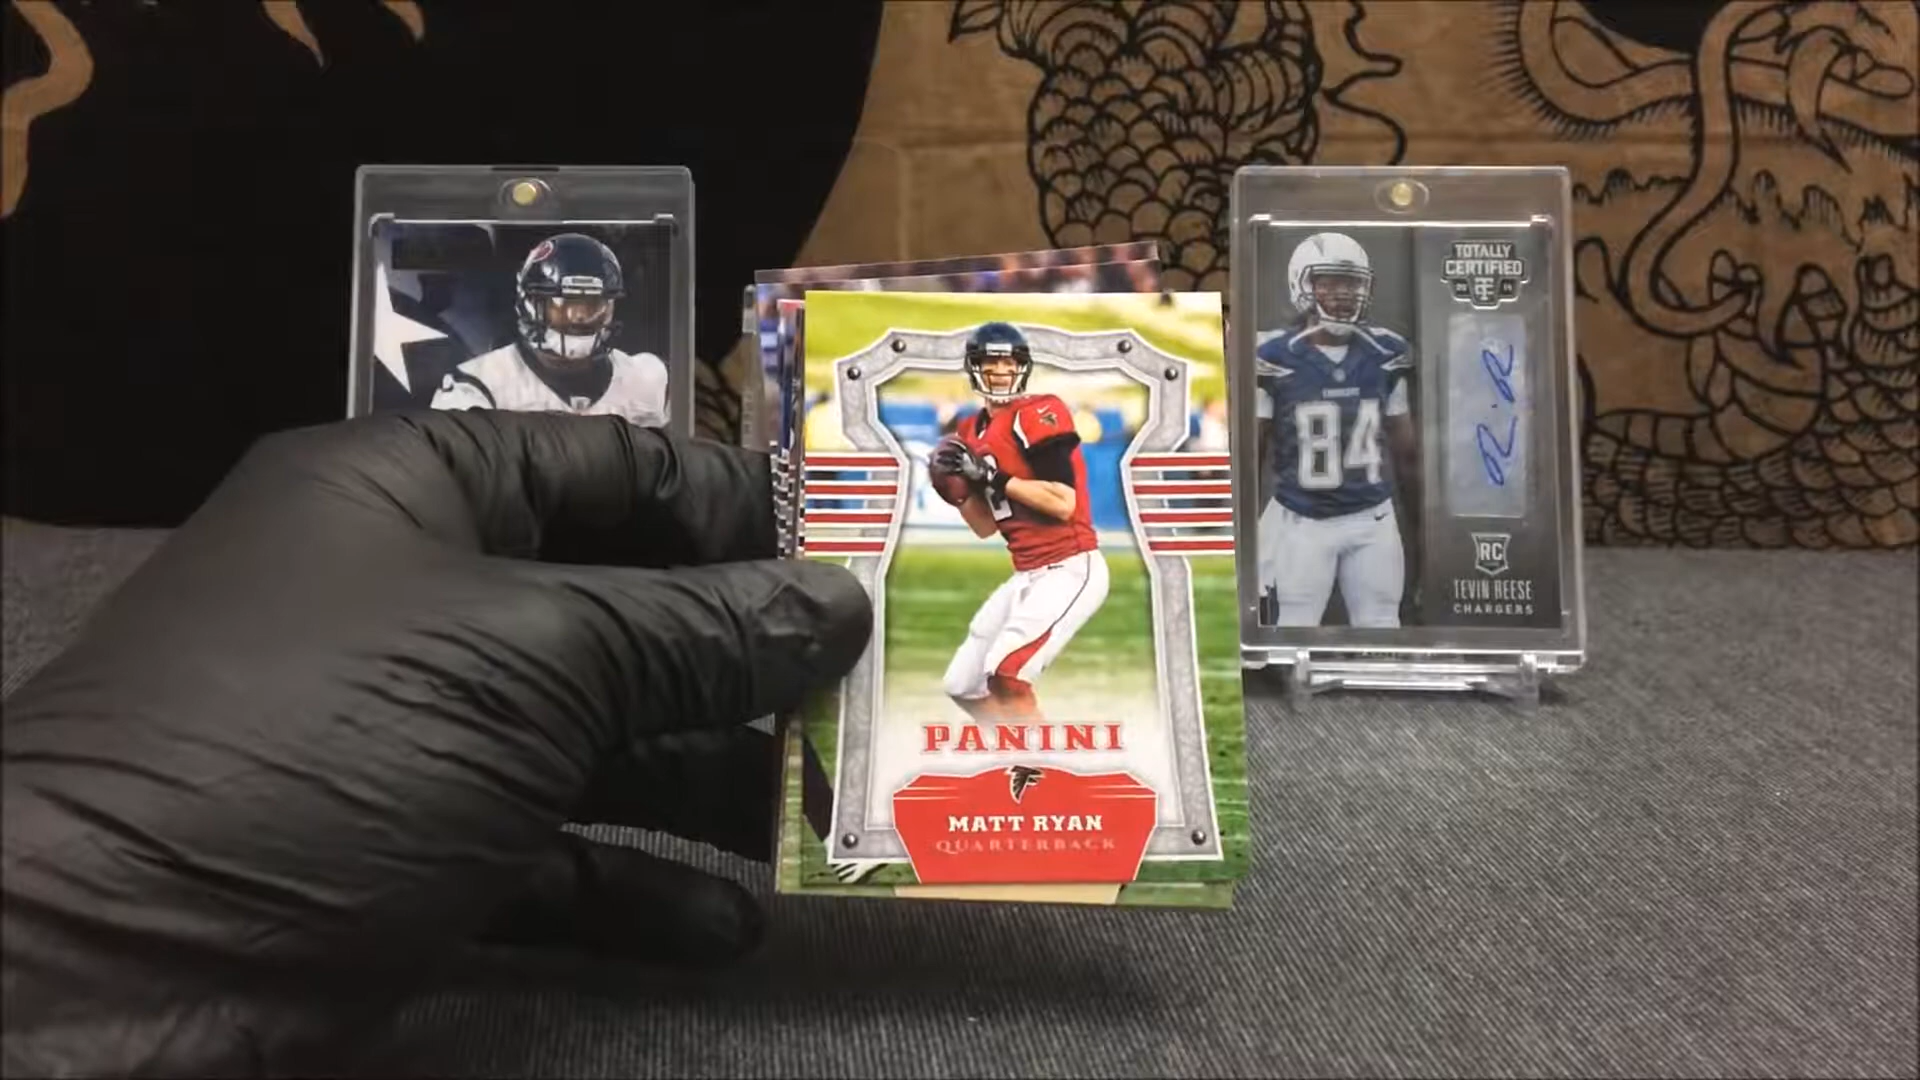 PANINI
MATT RYAN
QUARTERBACK
TOTALLY
CERTIFIED
84
RC
TEVIN REESE
CHARGERS